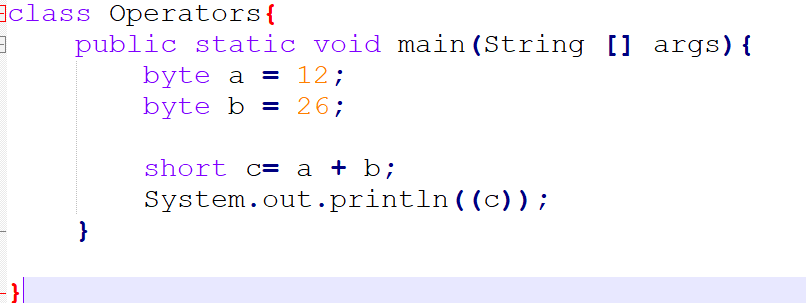 class Operators{
    public static void main(String [] args){
        byte a = 12;
        byte b = 26;

        short c= a + b;
        System.out.println((c));
    }

}